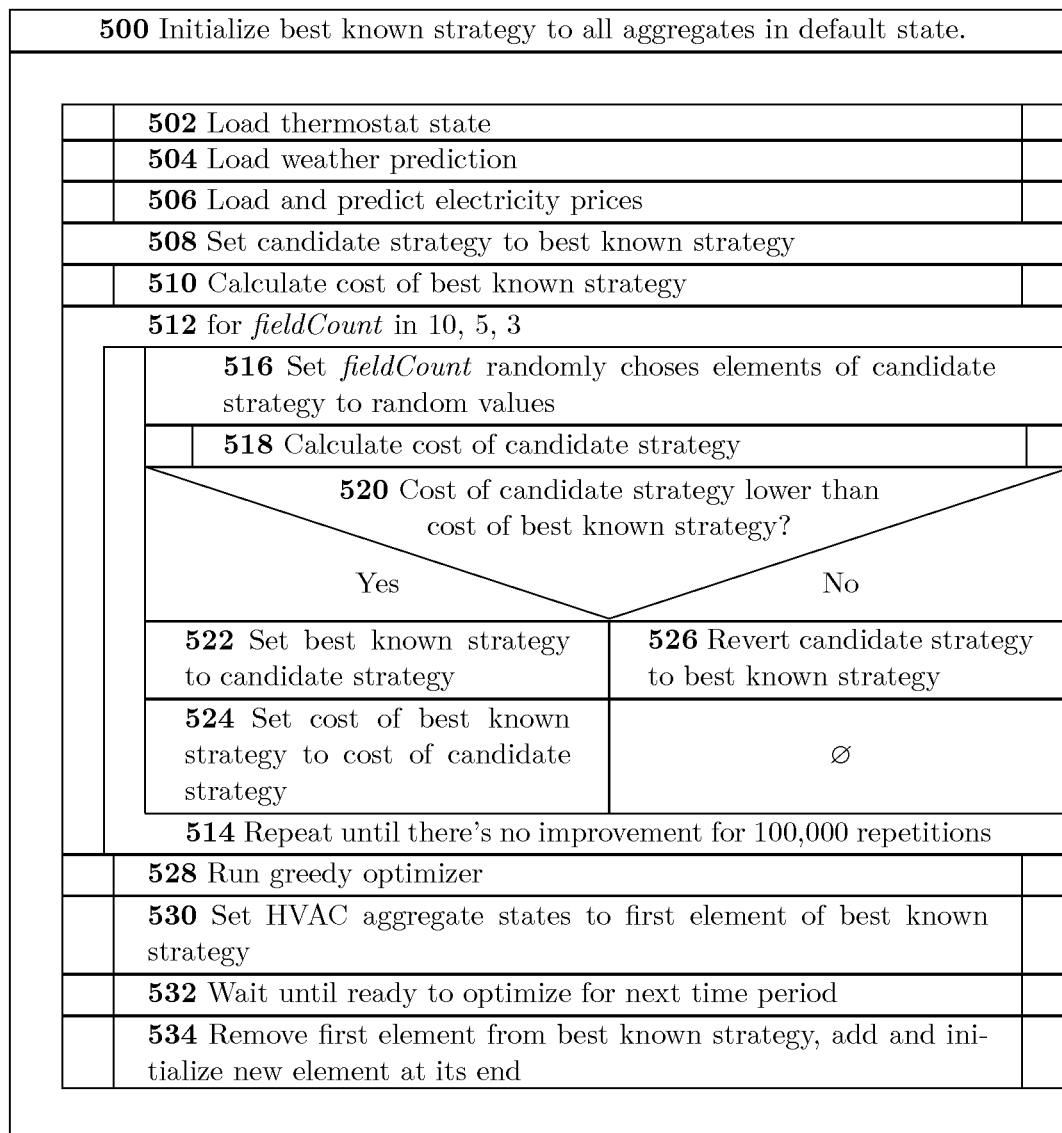 500 Initialize best known strategy to all aggregates in default state.
502 Load thermostat state
504 Load weather prediction
506 Load and predict electricity prices
508 Set candidate strategy to best known strategy
510 Calculate cost of best known strategy
512 for fieldCount in 10, 5, 3
516 Set fieldCount randomly choses elements of candidate
strategy to random values
518 Calculate cost of candidate strategy
520 Cost of candidate strategy lower than
cost of best known strategy?
Yes
No
522 Set best known strategy
to candidate strategy
526 Revert candidate strategy
to best known strategy
524 Set cost of best known
strategy to cost of candidate
strategy
∅
514 Repeat until there's no improvement for 100,000 repetitions
528 Run greedy optimizer
530 Set HVAC aggregate states to first element of best known
strategy
532 Wait until ready to optimize for next time period
534 Remove first element from best known strategy, add and ini-
tialize new element at its end